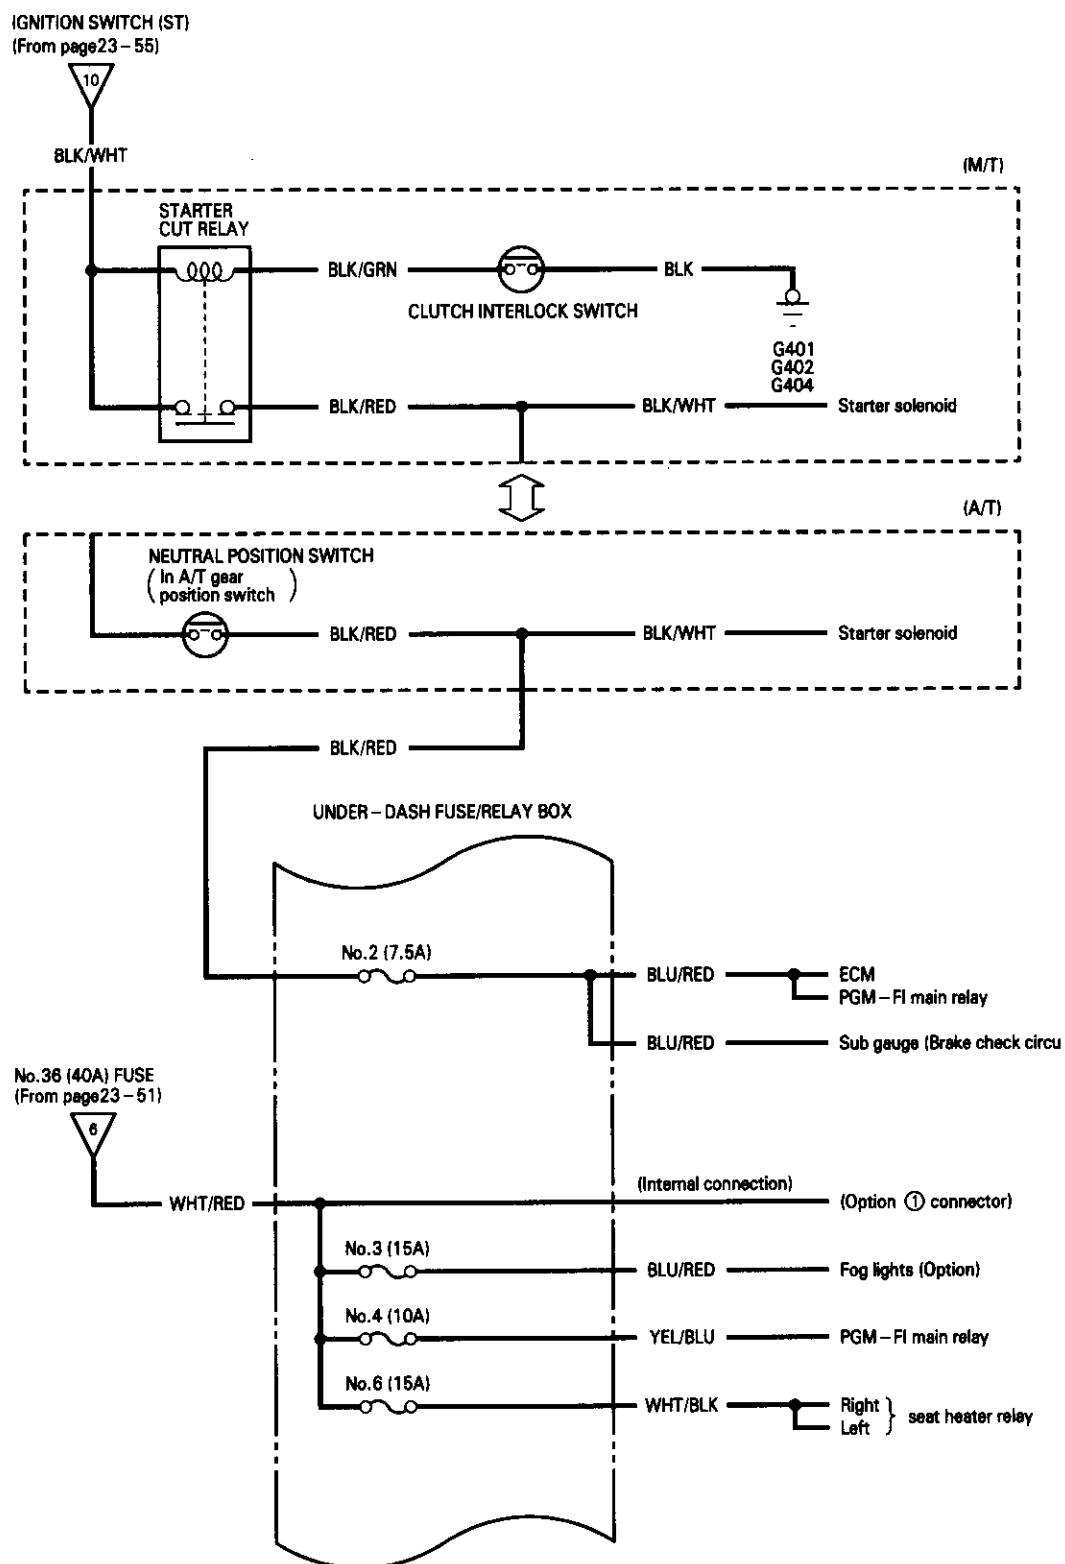 IGNITION SWITCH (ST)
(From page23–55)
10
BLK/WHT
(M/T)
STARTER
CUT RELAY
BLK/GRN
BLK
CLUTCH INTERLOCK SWITCH
G401
G402
G404
BLK/RED
BLK/WHT
Starter solenoid
(A/T)
NEUTRAL POSITION SWITCH
(In A/T gear
position switch)
BLK/RED
BLK/WHT
Starter solenoid
BLK/RED
UNDER–DASH FUSE/RELAY BOX
No.2 (7.5A)
BLU/RED
ECM
PGM–FI main relay
BLU/RED
Sub gauge (Brake check circu
No.36 (40A) FUSE
(From page23–51)
6
WHT/RED
(Internal connection)
(Option ① connector)
No.3 (15A)
BLU/RED
Fog lights (Option)
No.4 (10A)
YEL/BLU
PGM–FI main relay
No.6 (15A)
WHT/BLK
Right
Left
seat heater relay